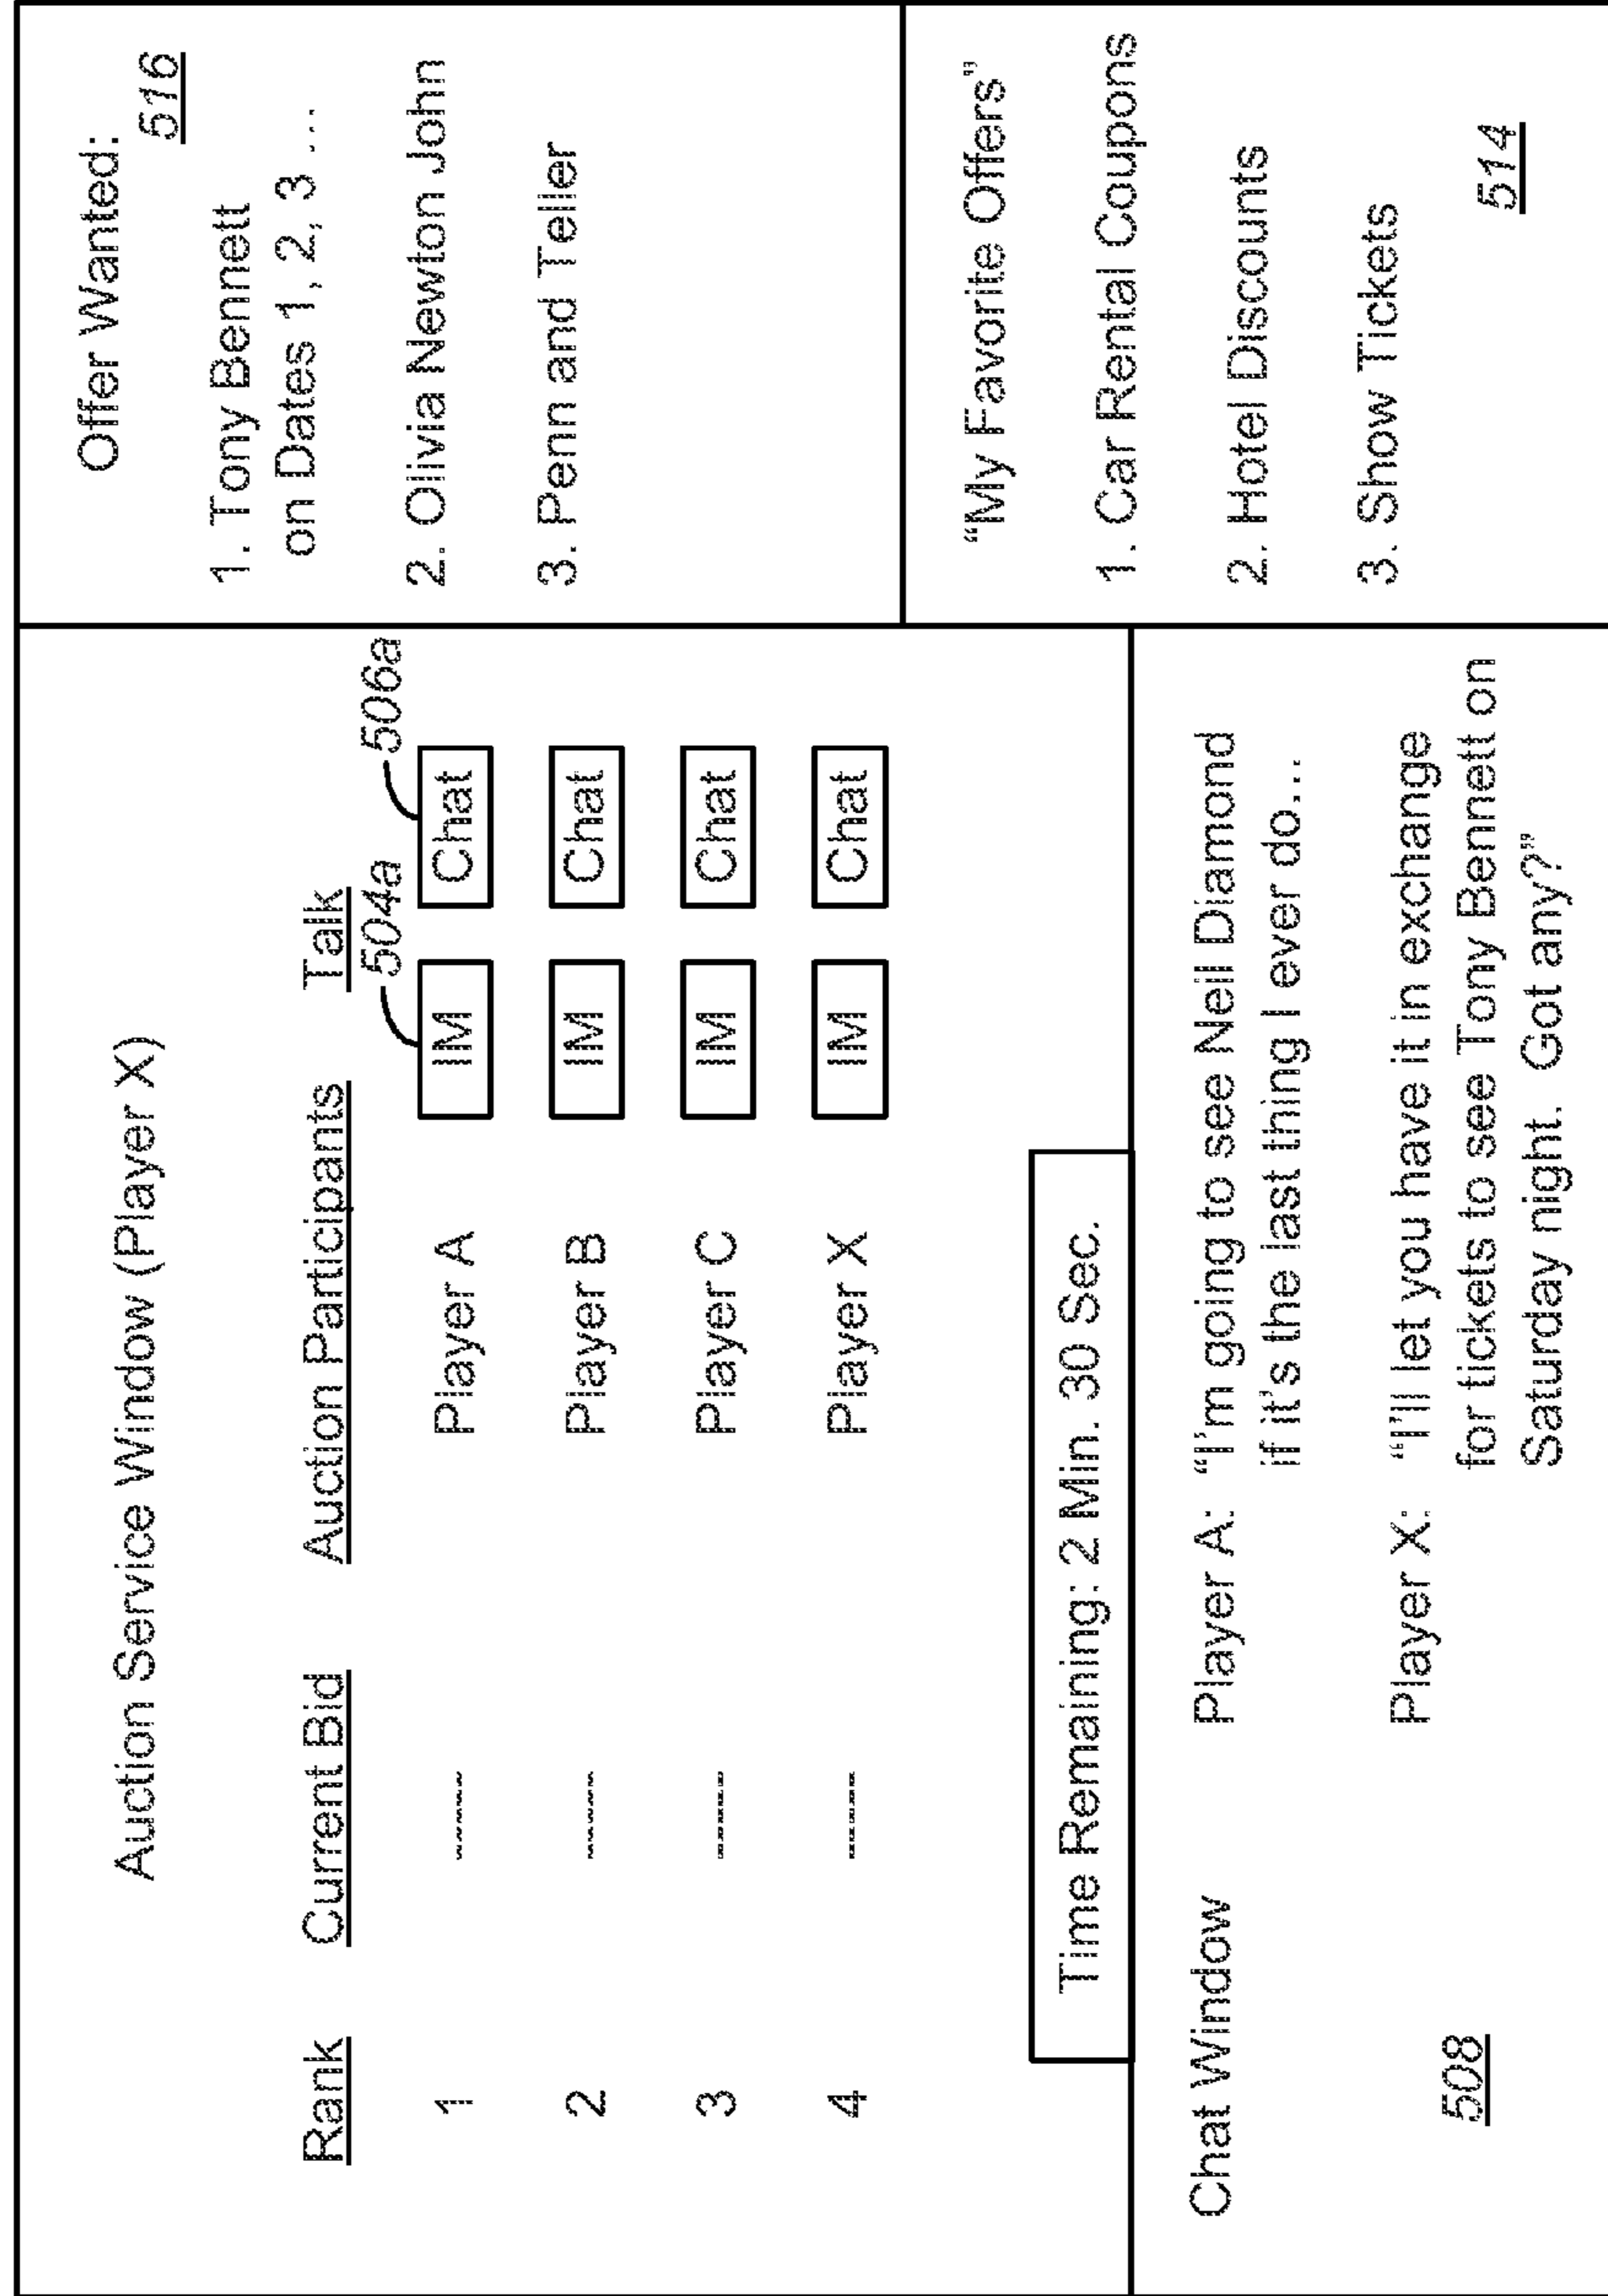 Auction Service Window (Player X)
Rank Current Bid Auction Participants Talk
504a 506a
1 ---- Player A IM Chat
2 ---- Player B IM Chat
3 ---- Player C IM Chat
4 ---- Player X IM Chat
Time Remaining: 2 Min. 30 Sec.
Chat Window
508
Player A: “I’m going to see Neil Diamond
if it’s the last thing I ever do...
Player X: “I’ll let you have it in exchange
for tickets to see Tony Bennett on
Saturday night. Got any?”
Offer Wanted:
516
1. Tony Bennett
on Dates 1, 2, 3 ...
2. Olivia Newton John
3. Penn and Teller
“My Favorite Offers”
1. Car Rental Coupons
2. Hotel Discounts
3. Show Tickets
514